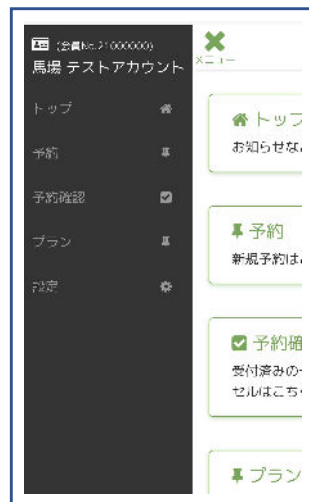 (会員No.21000000)
馬場 テストアカウント
トップ
予約
予約確認
プラン
設定
メニュー
トップ
お知らせな
予約
新規予約は
予約確
受付済みの
セルはこち
プラン